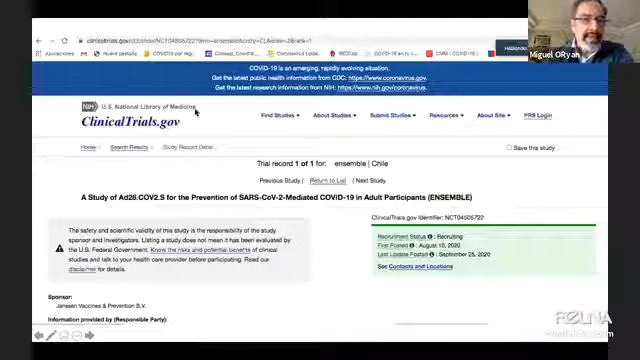 Miguel ORyan
COVID-19 is an emerging, rapidly evolving situation.
Get the latest public health information from CDC: https://www.coronavirus.gov.
Get the latest research information from NIH: https://www.nih.gov/coronavirus.
NIH U.S. National Library of Medicine
ClinicalTrials.gov
Find Studies About Studies Submit Studies Resources About Site PRS Login
Home > Search Results > Study Record Detail
Save this study
Trial record 1 of 1 for: ensemble | Chile
Previous Study | Return to List | Next Study
A Study of Ad26.COV2.S for the Prevention of SARS-CoV-2-Mediated COVID-19 in Adult Participants (ENSEMBLE)
The safety and scientific validity of this study is the responsibility of the study
sponsor and investigators. Listing a study does not mean it has been evaluated by
the U.S. Federal Government. Know the risks and potential benefits of clinical
studies and talk to your health care provider before participating. Read our
disclaimer for details.
ClinicalTrials.gov Identifier: NCT04505722
Recruitment Status : Recruiting
First Posted : August 10, 2020
Last Update Posted : September 25, 2020
See Contacts and Locations
Sponsor:
Janssen Vaccines & Prevention B.V.
Information provided by (Responsible Party):